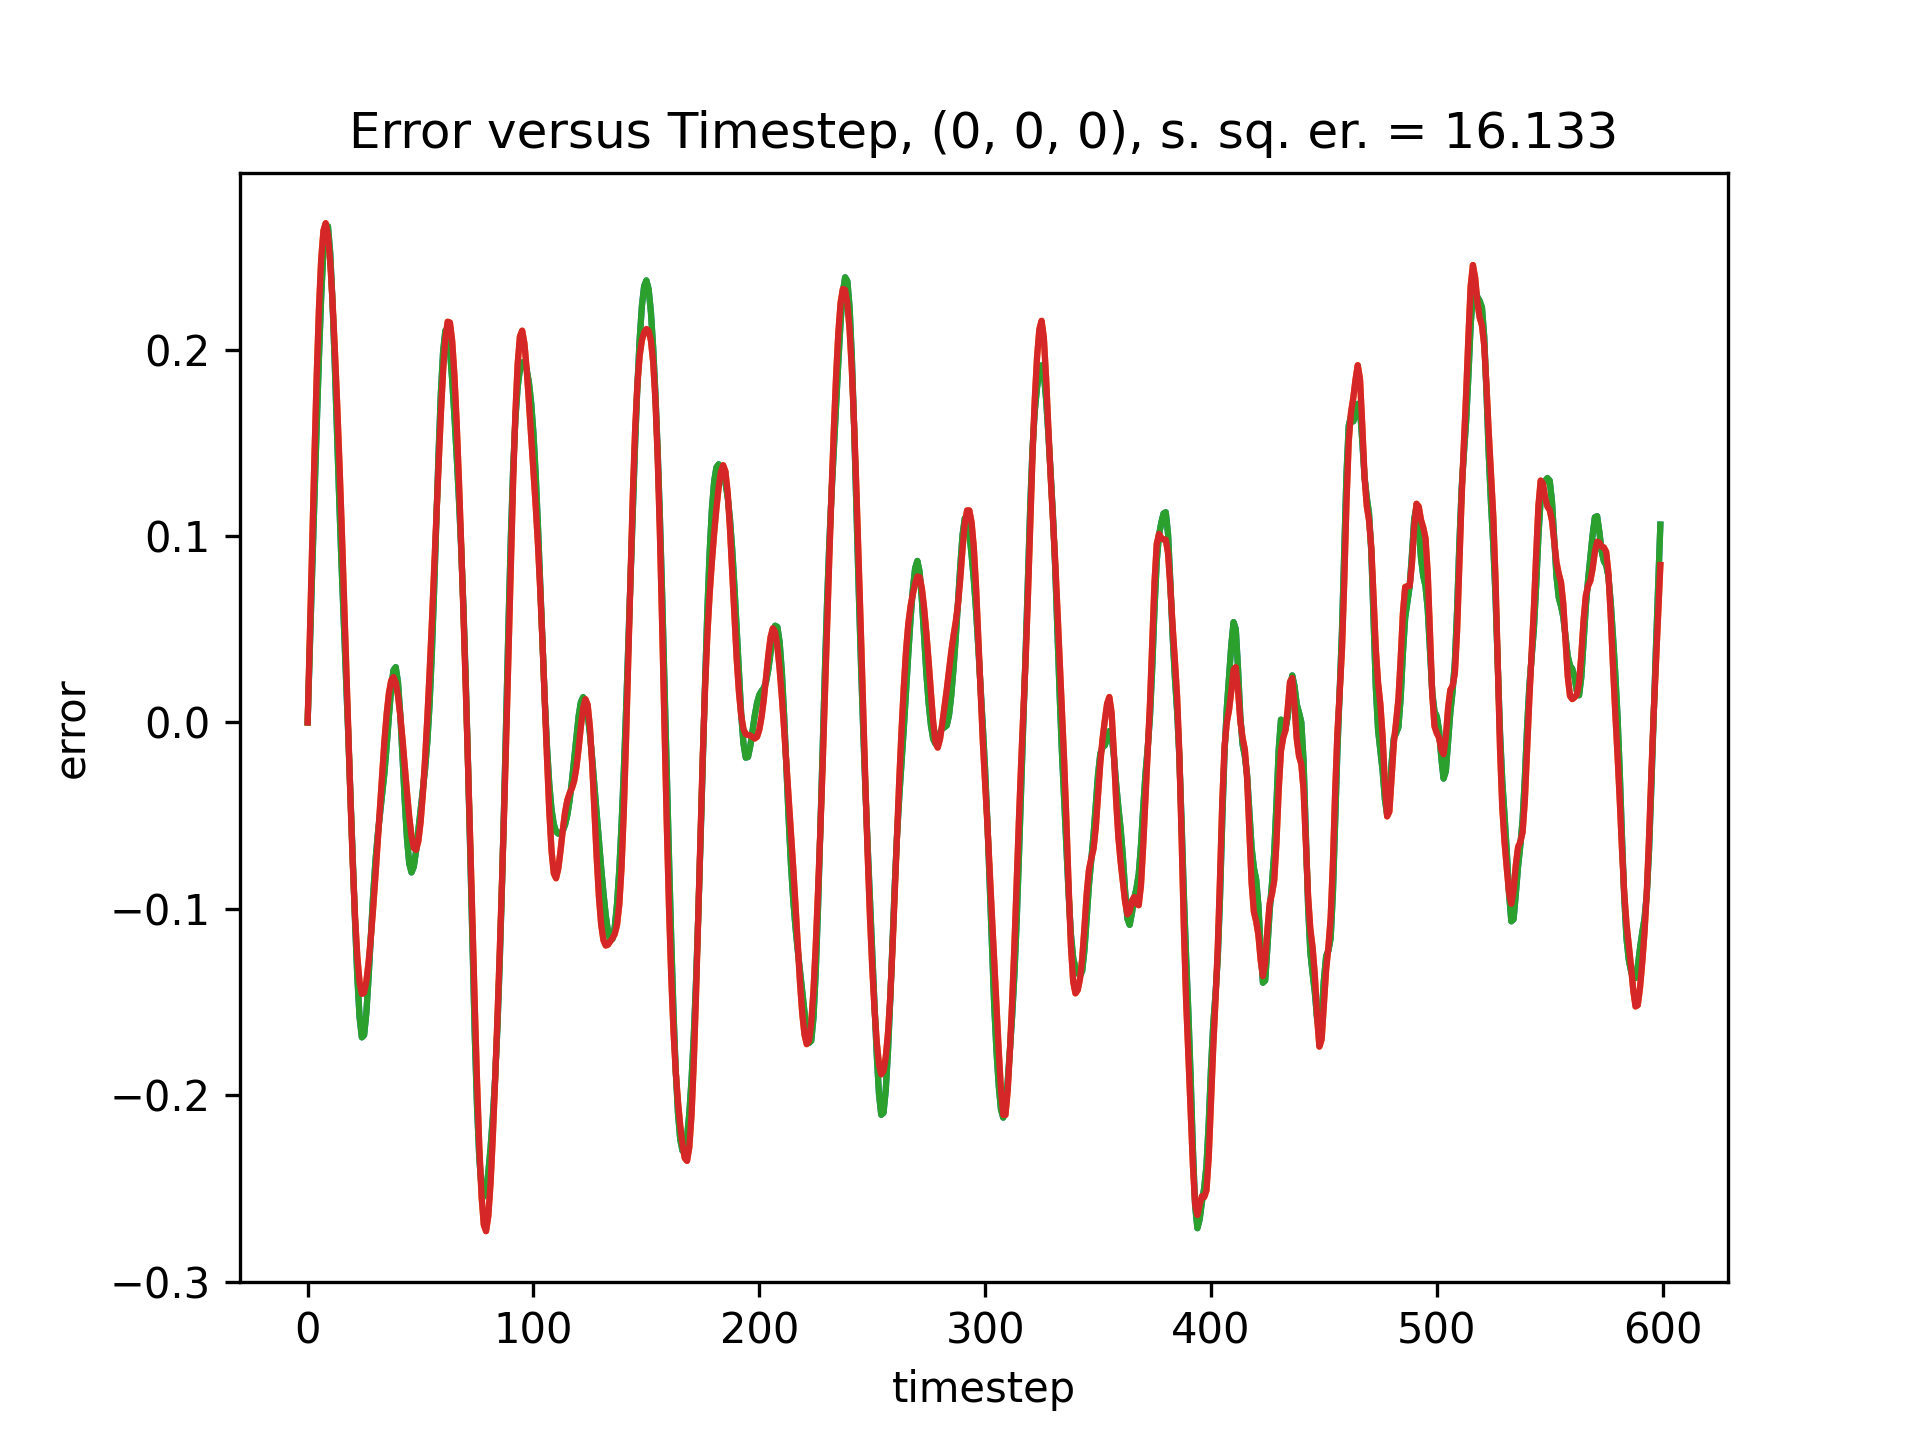 Error versus Timestep, (0, 0, 0), s. sq. er. = 16.133
0.2
0.1
0.0
−0.1
−0.2
−0.3
error
0 100 200 300 400 500 600
timestep